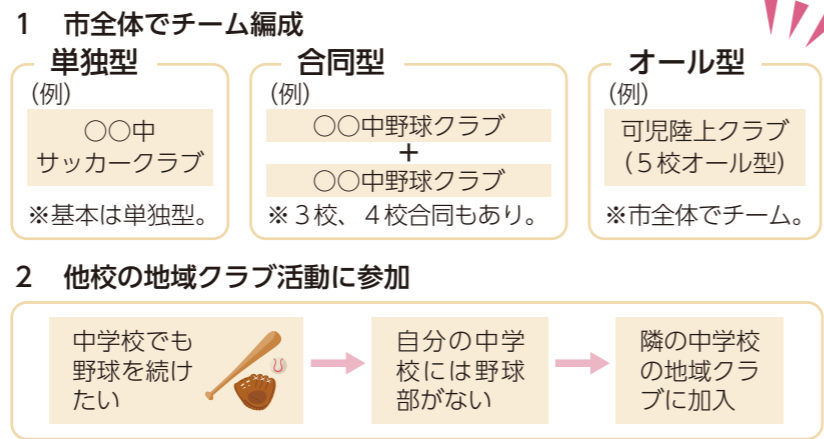 1 市全体でチーム編成
単独型
(例)
○○中
サッカークラブ
※基本は単独型。
合同型
(例)
○○中野球クラブ
+
○○中野球クラブ
※3校、4校合同もあり。
オール型
(例)
可児陸上クラブ
(5校オール型)
※市全体でチーム。
2 他校の地域クラブ活動に参加
中学校でも
野球を続け
たい
自分の中学
校には野球
部がない
隣の中学校
の地域クラ
ブに加入